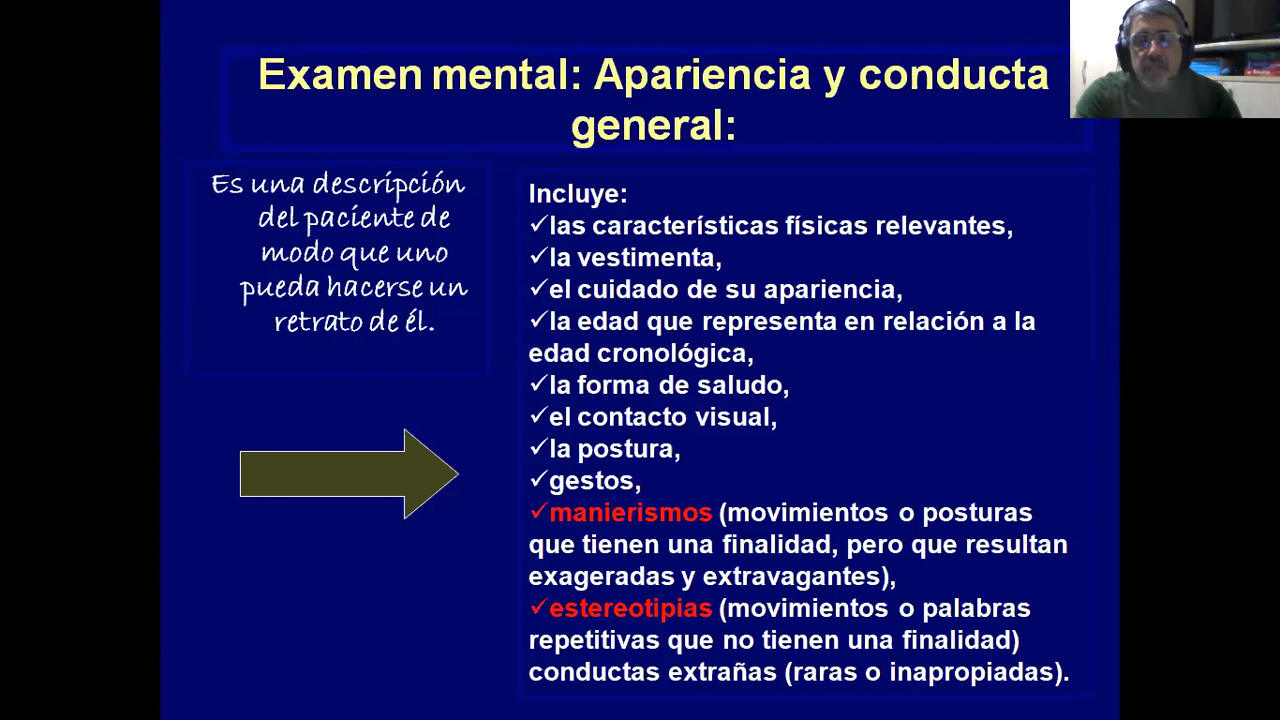 Examen mental: Apariencia y conducta
general:
Es una descripción
del paciente de
modo que uno
pueda hacerse un
retrato de él.
Incluye:
✓las características físicas relevantes,
✓la vestimenta,
✓el cuidado de su apariencia,
✓la edad que representa en relación a la
edad cronológica,
✓la forma de saludo,
✓el contacto visual,
✓la postura,
✓gestos,
✓manierismos (movimientos o posturas
que tienen una finalidad, pero que resultan
exageradas y extravagantes),
✓estereotipias (movimientos o palabras
repetitivas que no tienen una finalidad)
conductas extrañas (raras o inapropiadas).